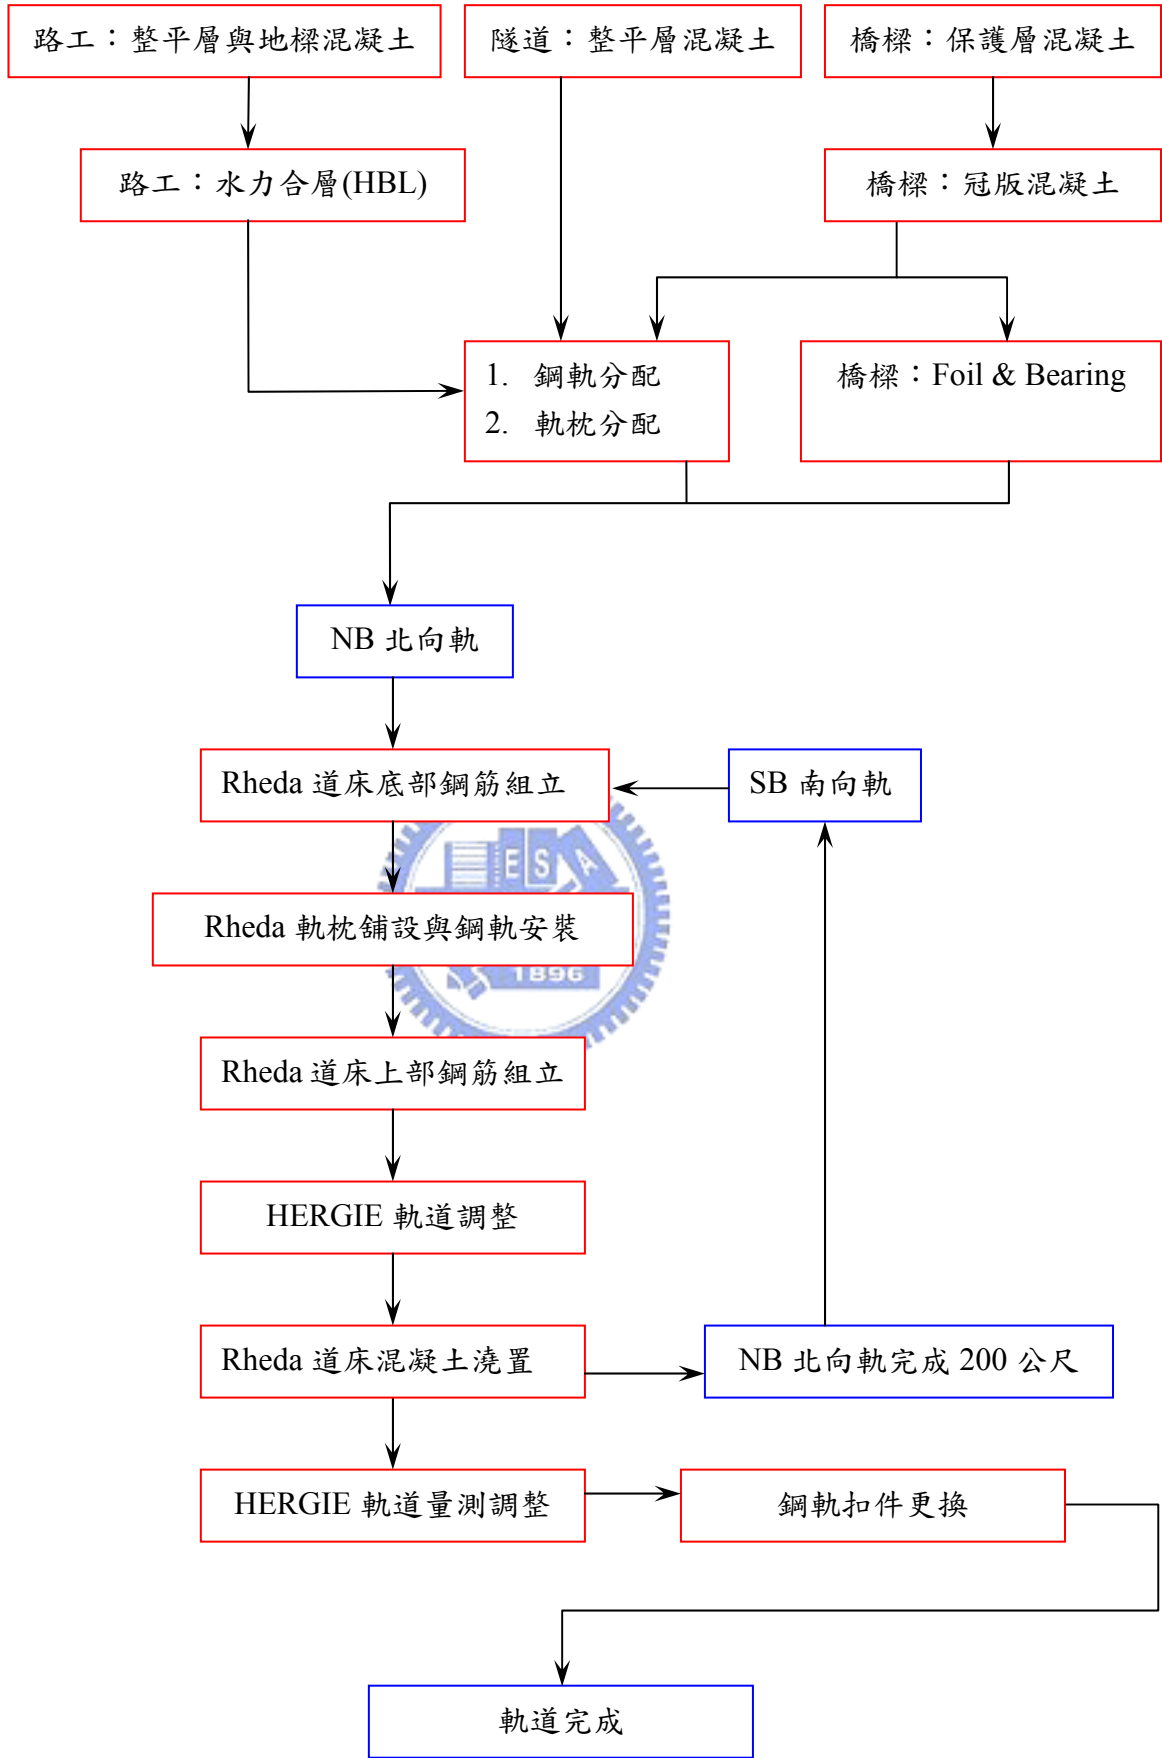 路工：整平層與地樑混凝土
隧道：整平層混凝土
橋樑：保護層混凝土
路工：水力合層(HBL)
橋樑：冠版混凝土
1. 鋼軌分配
2. 軌枕分配
橋樑：Foil & Bearing
NB 北向軌
Rheda 道床底部鋼筋組立
SB 南向軌
ESA
Rheda 軌枕舖設與鋼軌安裝
1896
Rheda 道床上部鋼筋組立
HERGIE 軌道調整
Rheda 道床混凝土澆置
NB 北向軌完成 200 公尺
HERGIE 軌道量測調整
鋼軌扣件更換
軌道完成